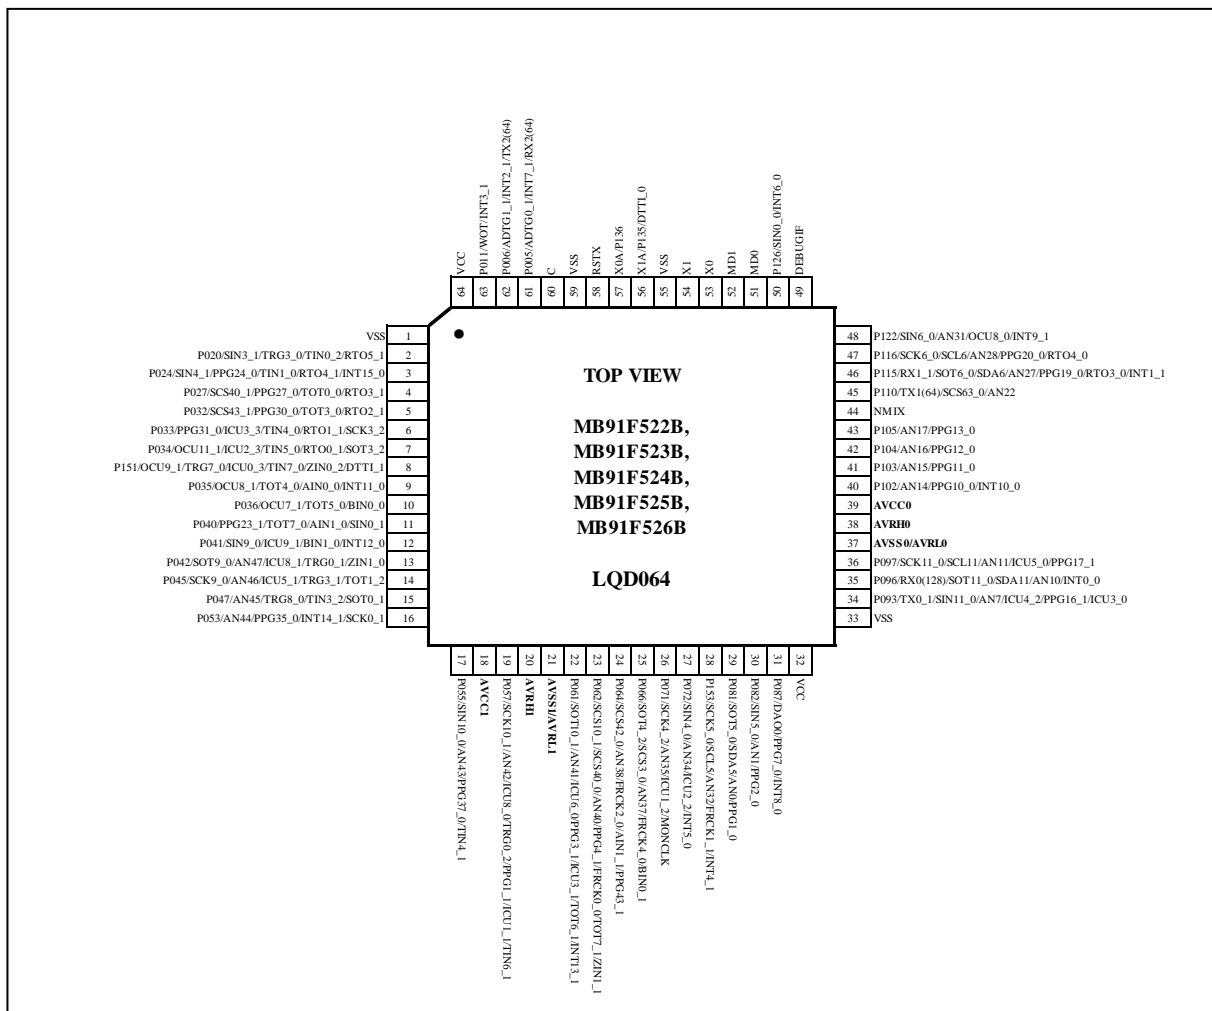 VCC
P011/WOT/INT3_1
P006/ADTG1_1/INT2_1/TX2(64)
P005/ADTG0_1/INT7_1/RX2(64)
C
VSS
RSTX
X0A/P136
X1A/P135/DTTI_0
VSS
X1
X0
MD1
MD0
P126/SIN0_0/INT6_0
DEBUGIF
64
63
62
61
60
59
58
57
56
55
54
53
52
51
50
49
VSS 1
P020/SIN3_1/TRG3_0/TIN0_2/RTO5_1 2
P024/SIN4_1/PPG24_0/TIN1_0/RTO4_1/INT15_0 3
P027/SCS40_1/PPG27_0/TOT0_0/RTO3_1 4
P032/SCS43_1/PPG30_0/TOT3_0/RTO2_1 5
P033/PPG31_0/ICU3_3/TIN4_0/RTO1_1/SCK3_2 6
P034/OCU11_1/ICU2_3/TIN5_0/RTO0_1/SOT3_2 7
P151/OCU9_1/TRG7_0/ICU0_3/TIN7_0/ZIN0_2/DTTI_1 8
P035/OCU8_1/TOT4_0/AIN0_0/INT11_0 9
P036/OCU7_1/TOT5_0/BIN0_0 10
P040/PPG23_1/TOT7_0/AIN1_0/SIN0_1 11
P041/SIN9_0/ICU9_1/BIN1_0/INT12_0 12
P042/SOT9_0/AN47/ICU8_1/TRG0_1/ZIN1_0 13
P045/SCK9_0/AN46/ICU5_1/TRG3_1/TOT1_2 14
P047/AN45/TRG8_0/TIN3_2/SOT0_1 15
P053/AN44/PPG35_0/INT14_1/SCK0_1 16
TOP VIEW
MB91F522B,
MB91F523B,
MB91F524B,
MB91F525B,
MB91F526B
LQD064
48 P122/SIN6_0/AN31/OCU8_0/INT9_1
47 P116/SCK6_0/SCL6/AN28/PPG20_0/RTO4_0
46 P115/RX1_1/SOT6_0/SDA6/AN27/PPG19_0/RTO3_0/INT1_1
45 P110/TX1(64)/SCS63_0/AN22
44 NMIX
43 P105/AN17/PPG13_0
42 P104/AN16/PPG12_0
41 P103/AN15/PPG11_0
40 P102/AN14/PPG10_0/INT10_0
39 AVCC0
38 AVRH0
37 AVSS0/AVRL0
36 P097/SCK11_0/SCL11/AN11/ICU5_0/PPG17_1
35 P096/RX0(128)/SOT11_0/SDA11/AN10/INT0_0
34 P093/TX0_1/SIN11_0/AN7/ICU4_2/PPG16_1/ICU3_0
33 VSS
17
18
19
20
21
22
23
24
25
26
27
28
29
30
31
32
P055/SIN10_0/AN43/PPG37_0/TIN4_1
AVCC1
P057/SCK10_1/AN42/ICU8_0/TRG0_2/PPG1_1/ICU1_1/TIN6_1
AVRH1
AVSS1/AVRL1
P061/SOT10_1/AN41/ICU6_0/PPG3_1/ICU3_1/TOT6_1/INT13_1
P062/SCS10_1/SCS40_0/AN40/PPG4_1/FRCK0_0/TOT7_1/ZIN1_1
P064/SCS42_0/AN38/FRCK2_0/AIN1_1/PPG43_1
P066/SOT4_2/SCS3_0/AN37/FRCK4_0/BIN0_1
P071/SCK4_2/AN35/ICU1_2/MONCLK
P072/SIN4_0/AN34/ICU2_2/INT5_0
P153/SCK5_0/SCL5/AN32/FRCK1_1/INT4_1
P081/SOT5_0/SDA5/AN0/PPG1_0
P082/SIN5_0/AN1/PPG2_0
P087/DAO0/PPG7_0/INT8_0
VCC